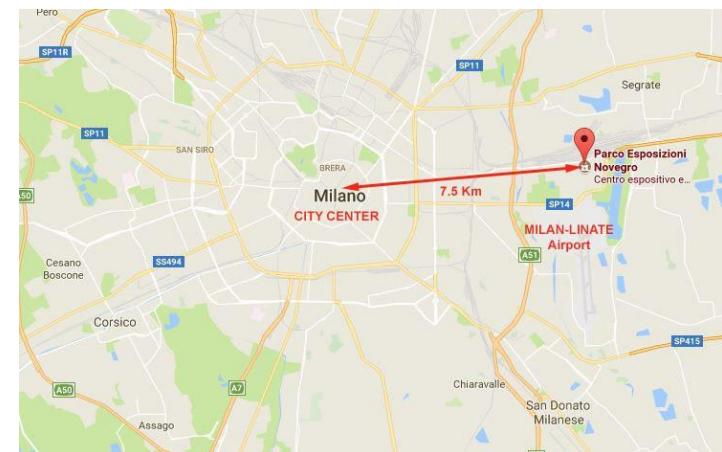 Pero
SP11R
SP11
Segrate
SP11
SAN SIRO
Parco Esposizioni
Novegro
Centro espositivo e...
BRERA
Milano
7.5 Km
CITY CENTER
SP14
MILAN-LINATE
Airport
A51
Cesano
Boscone
SS494
Corsico
SP415
A50
A7
Chiaravalle
San Donato
Milanese
Assago